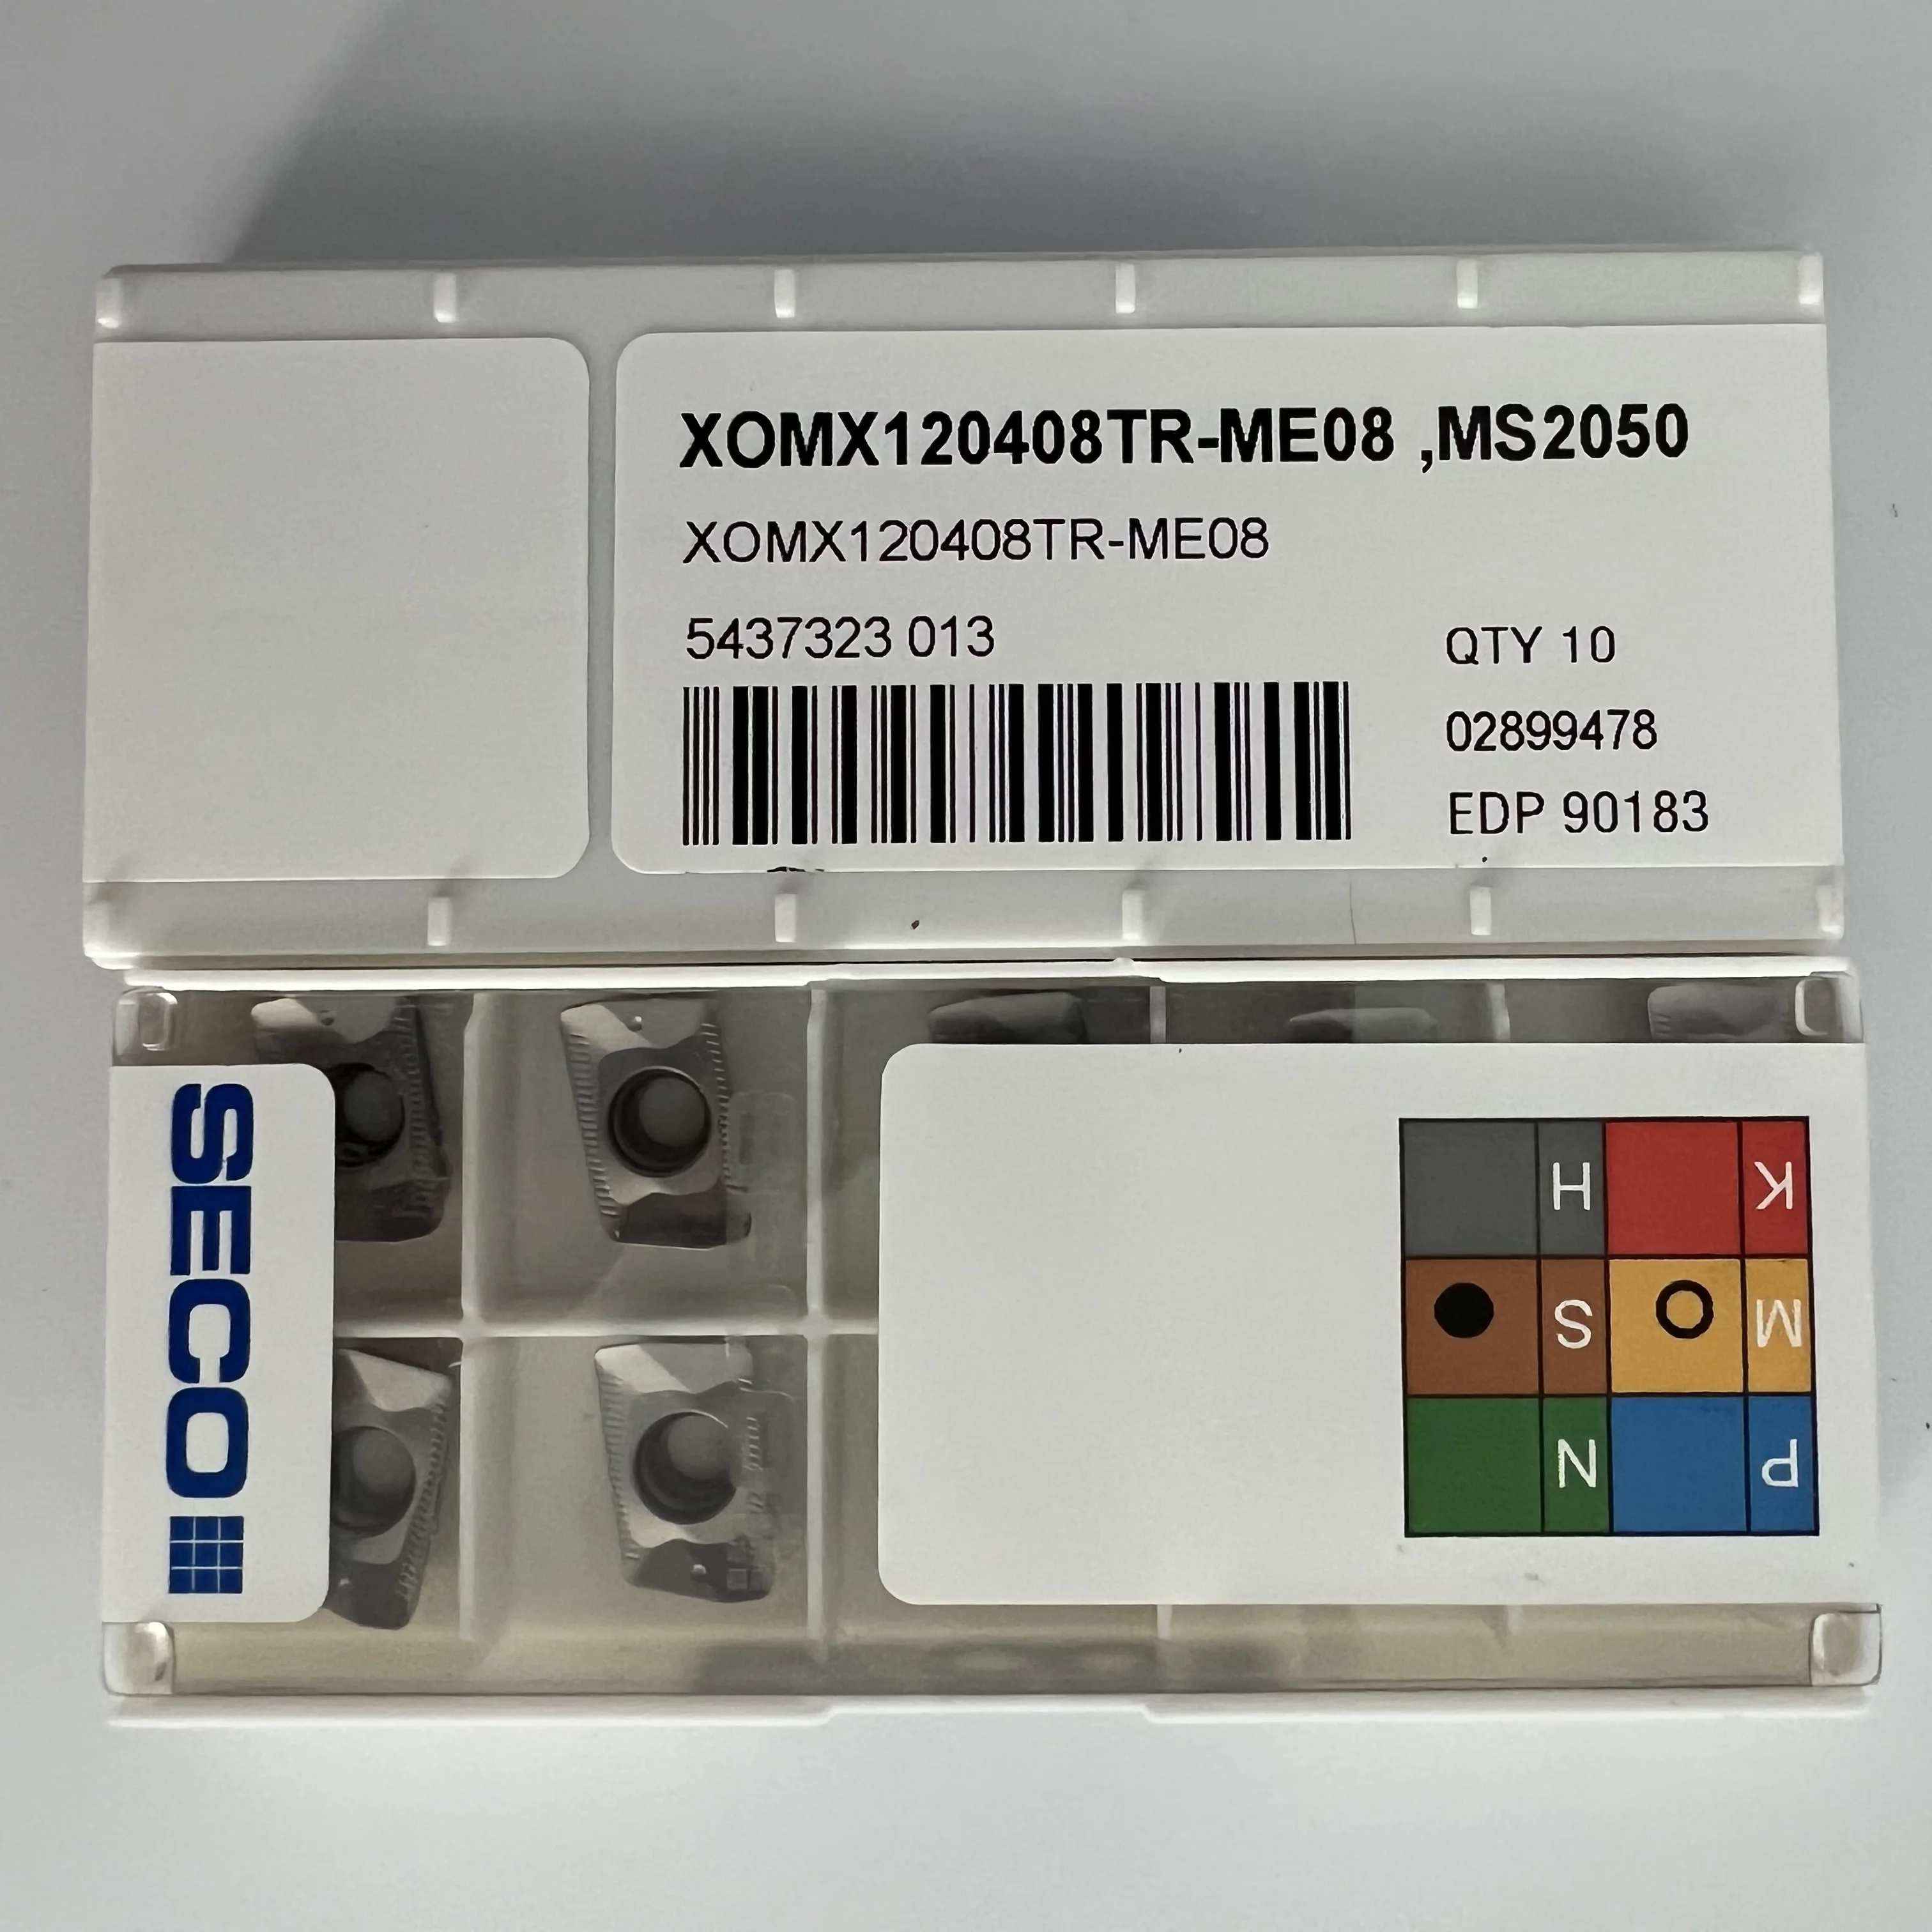 XOMX120408TR-ME08 ,MS2050
XOMX120408TR-ME08
5437323 013
QTY 10
02899478
EDP 90183
SECO
H K
S M
N P